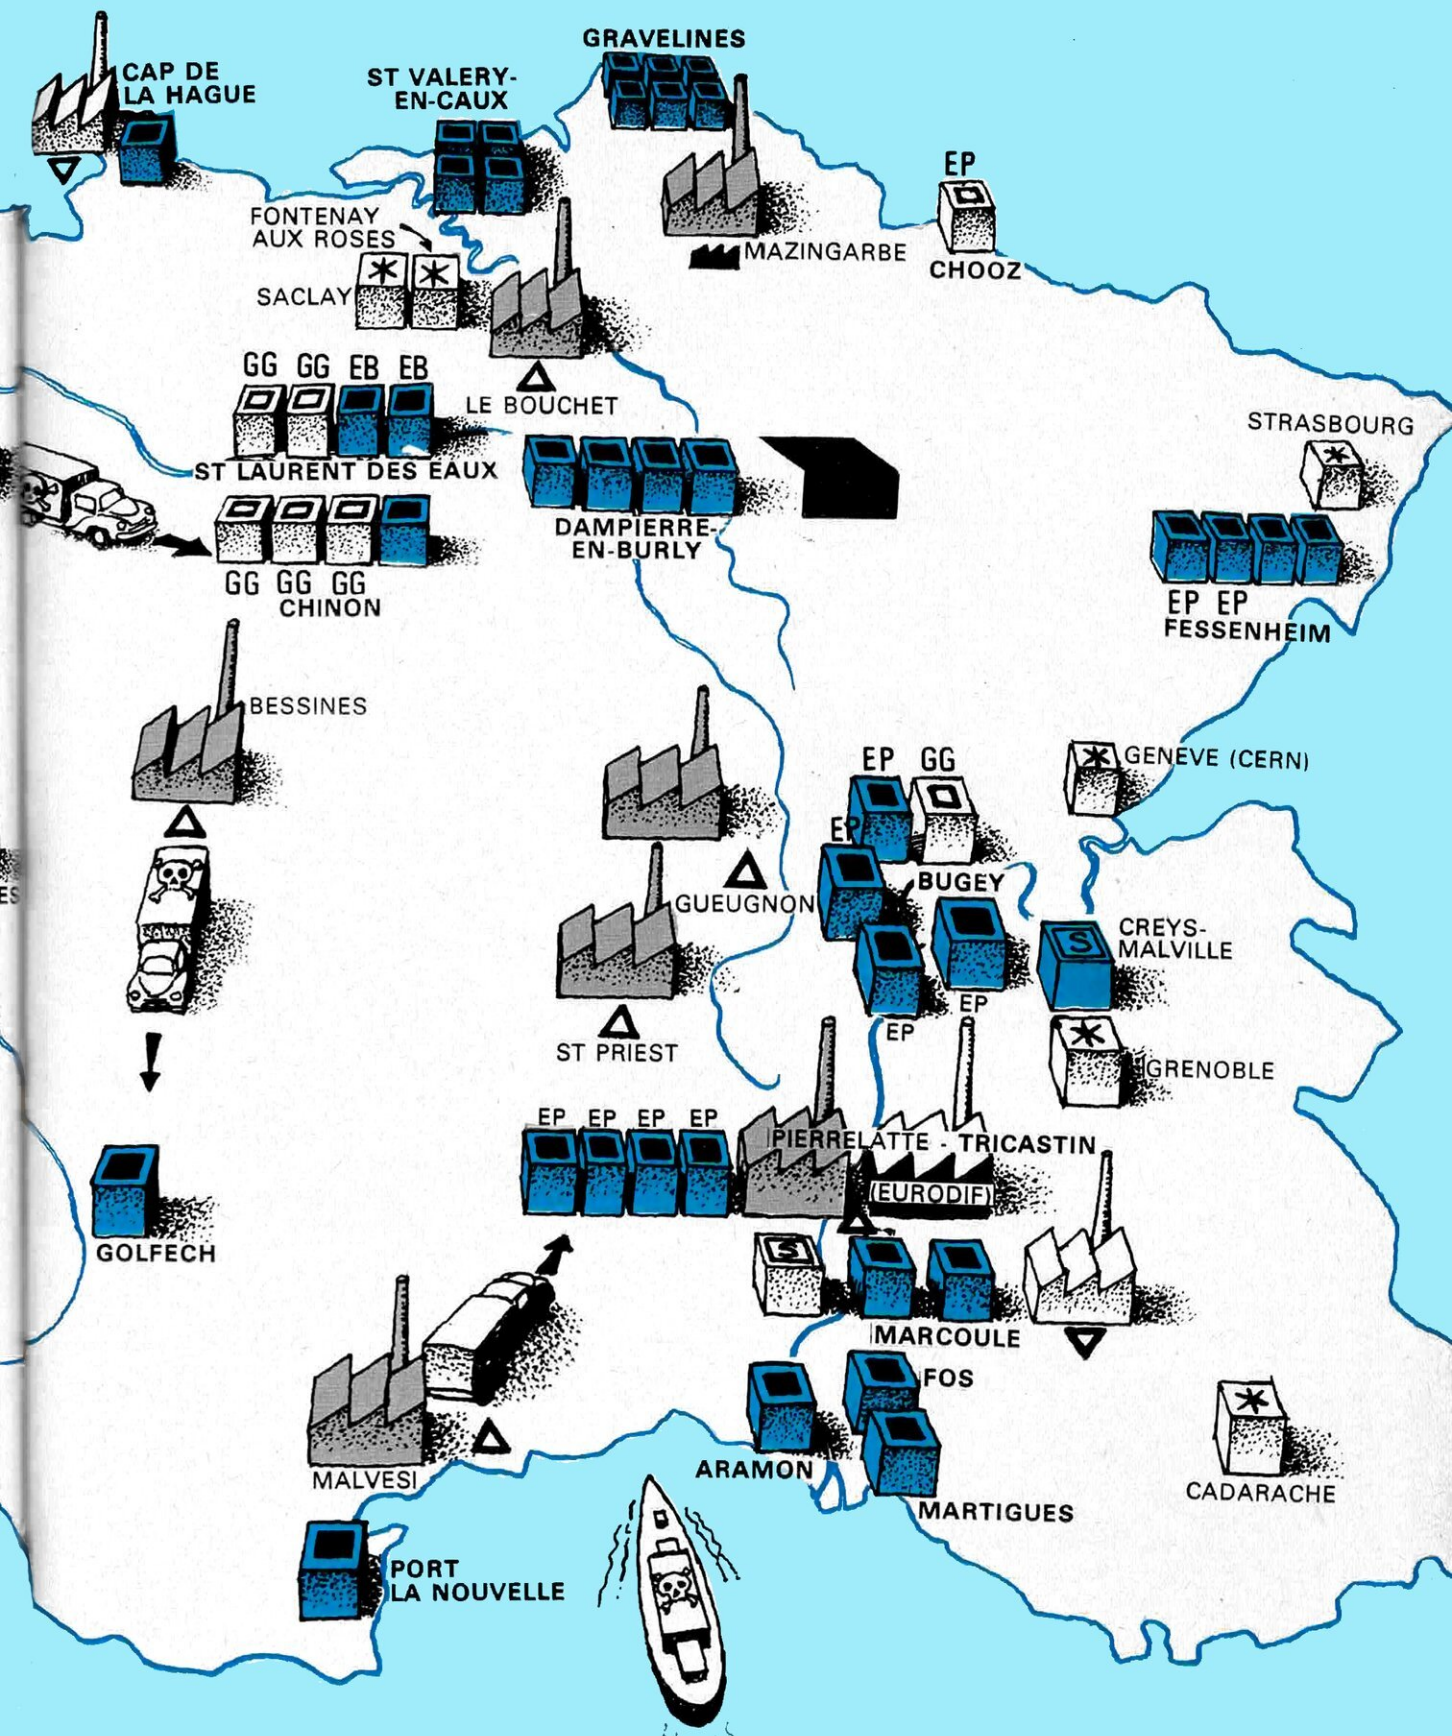 GRAVELINES
CAP DE
LA HAGUE
ST VALERY-
EN-CAUX
EP
CHOOZ
MAZINGARBE
FONTENAY
AUX ROSES
SACLAY
LE BOUCHET
GG GG EB EB
ST LAURENT DES EAUX
GG GG GG
CHINON
DAMPIERRE-
EN-BURLY
STRASBOURG
EP EP
FESSENHEIM
BESSINES
GENEVE (CERN)
EP GG
EP
BUGEY
GUEUGNON
CREYS-
MALVILLE
S
EP
EP
ST PRIEST
GRENOBLE
EP EP EP EP
PIERRELATTE - TRICASTIN
(EURODIF)
GOLFECH
S
MARCOULE
FOS
ARAMON
MARTIGUES
CADARACHE
MALVESI
PORT
LA NOUVELLE